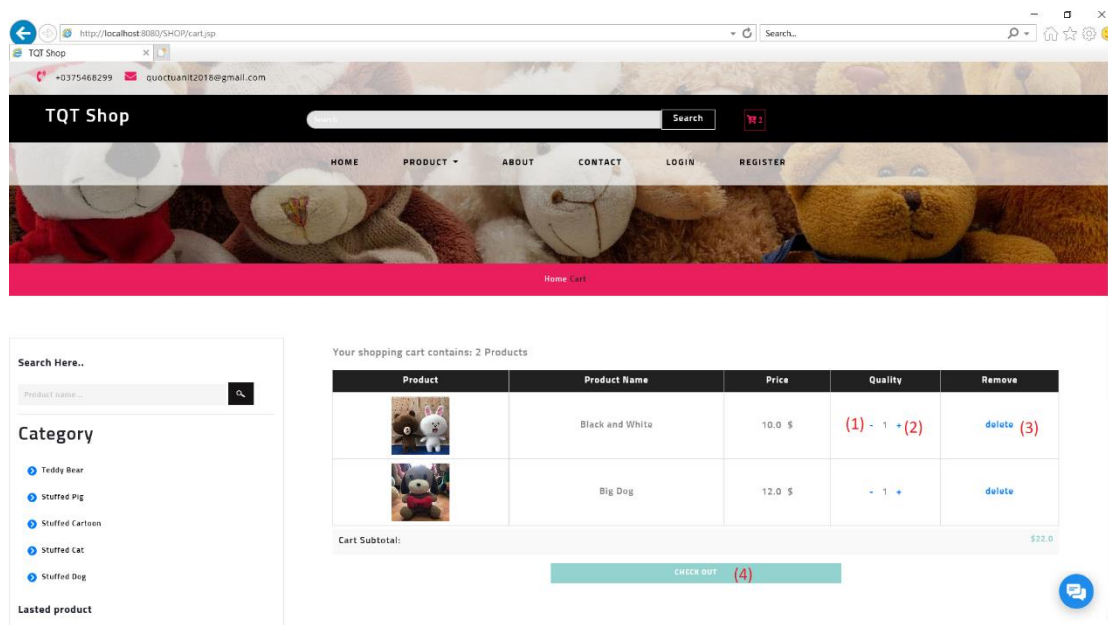 http://localhost:8080/SHOP/cart.jsp
Search...
TQT Shop
+0375468299 quoctuanit2018@gmail.com
TQT Shop
Search
Search
2
HOME PRODUCT ABOUT CONTACT LOGIN REGISTER
Home Cart
Search Here..
Product name ..
Category
Teddy Bear
Stuffed Pig
Stuffed Cartoon
Stuffed Cat
Stuffed Dog
Lasted product
Your shopping cart contains: 2 Products
Product Product Name Price Quality Remove
Black and White 10.0 $ (1) - 1 + (2) delete (3)
Big Dog 12.0 $ - 1 + delete
Cart Subtotal: $22.0
CHECK OUT (4)